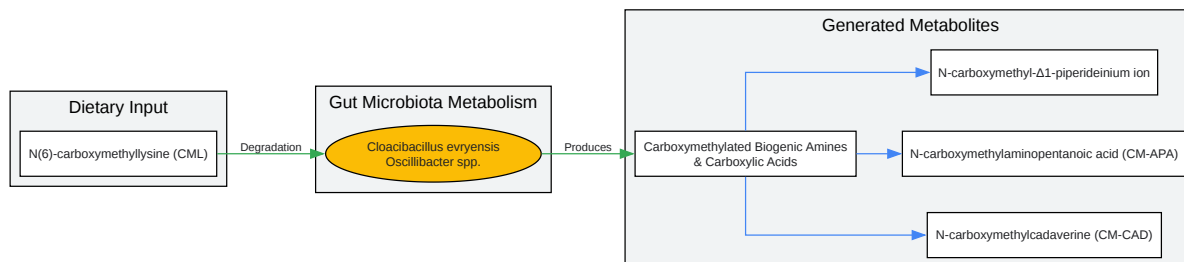 Dietary Input
N(6)-carboxymethyllysine (CML)
Degradation
Gut Microbiota Metabolism
Cloacibacillus evryensis
Oscillibacter spp.
Produces
Generated Metabolites
Carboxymethylated Biogenic Amines
& Carboxylic Acids
N-carboxymethyl-Δ1-piperideinium ion
N-carboxymethylaminopentanoic acid (CM-APA)
N-carboxymethylcadaverine (CM-CAD)